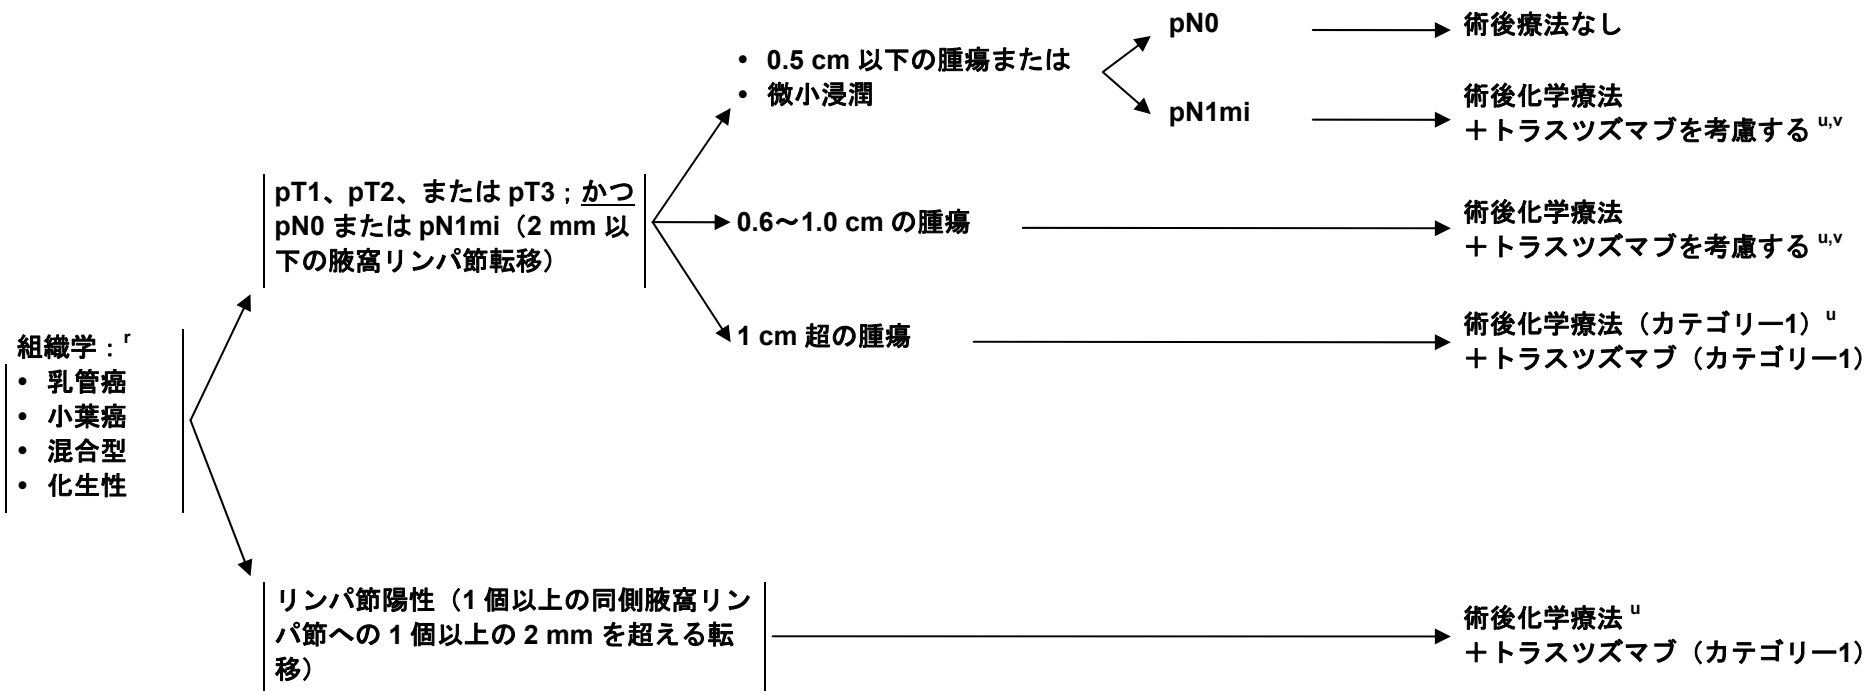 pN0
術後療法なし
• 0.5 cm 以下の腫瘍または
• 微小浸潤
pN1mi
術後化学療法
＋トラスツズマブを考慮する u,v
pT1、pT2、または pT3；かつ
pN0 または pN1mi（2 mm 以
下の腋窩リンパ節転移）
0.6～1.0 cm の腫瘍
術後化学療法
＋トラスツズマブを考慮する u,v
1 cm 超の腫瘍
術後化学療法（カテゴリー1）u
＋トラスツズマブ（カテゴリー1）
組織学：r
• 乳管癌
• 小葉癌
• 混合型
• 化生性
リンパ節陽性（1 個以上の同側腋窩リン
パ節への 1 個以上の 2 mm を超える転
移）
術後化学療法 u
＋トラスツズマブ（カテゴリー1）